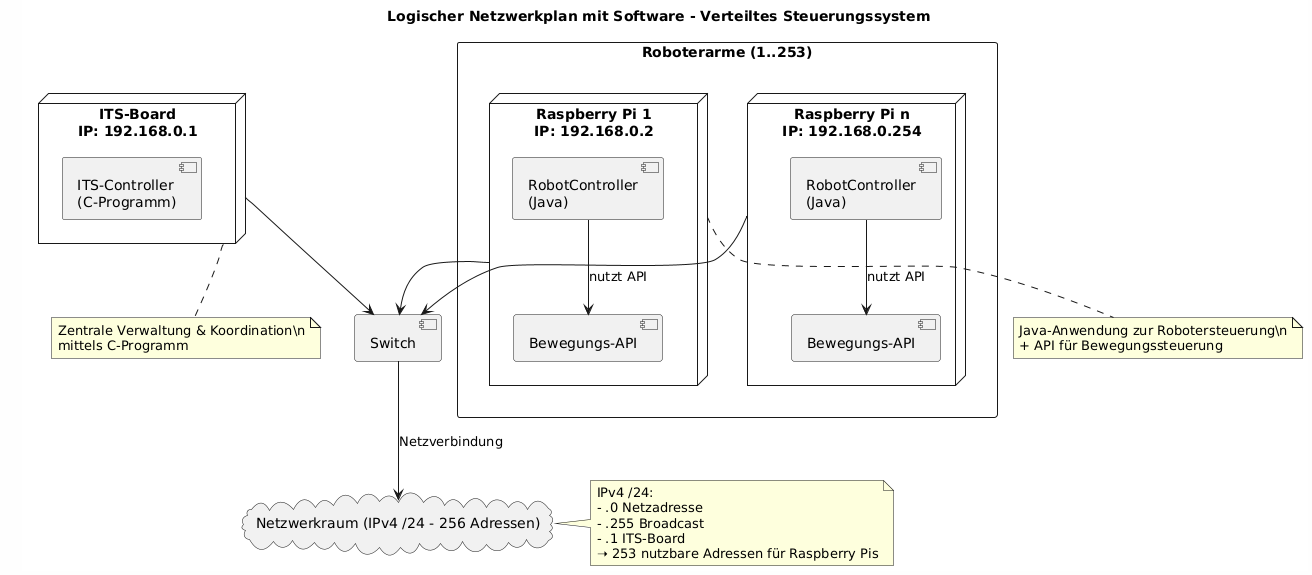 Logischer Netzwerkplan mit Software - Verteiltes Steuerungssystem
Roboterarme (1..253)
ITS-Board
IP: 192.168.0.1
ITS-Controller
(C-Programm)
Raspberry Pi 1
IP: 192.168.0.2
RobotController
(Java)
Raspberry Pi n
IP: 192.168.0.254
RobotController
(Java)
nutzt API
nutzt API
Zentrale Verwaltung & Koordination\n
mittels C-Programm
Switch
Bewegungs-API
Bewegungs-API
Java-Anwendung zur Robotersteuerung\n
+ API für Bewegungssteuerung
Netzverbindung
Netzwerkraum (IPv4 /24 - 256 Adressen)
IPv4 /24:
- .0 Netzadresse
- .255 Broadcast
- .1 ITS-Board
➝ 253 nutzbare Adressen für Raspberry Pis